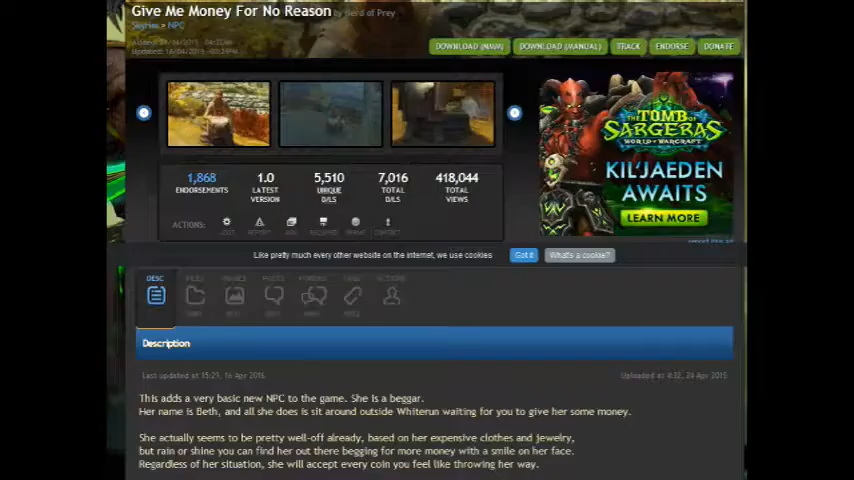 Give Me Money For No Reason by Herd of Prey
Skyrim » NPC
DOWNLOAD (NMM) DOWNLOAD (MANUAL) TRACK ENDORSE DONATE
THE TOMB OF
SARGERAS
WORLD OF WARCRAFT
KIL'JAEDEN
AWAITS
LEARN MORE
1,868 1.0 5,510 7,016 418,044
ENDORSEMENTS LATEST VERSION UNIQUE D/LS TOTAL D/LS TOTAL VIEWS
ACTIONS:
Like pretty much every other website on the internet, we use cookies Got it What's a cookie?
DESC
Description
Last updated at 15:29, 16 Apr 2016 Uploaded at 4:32, 24 Apr 2015
This adds a very basic new NPC to the game. She is a beggar.
Her name is Beth, and all she does is sit around outside Whiterun waiting for you to give her some money.
She actually seems to be pretty well-off already, based on her expensive clothes and jewelry,
but rain or shine you can find her out there begging for more money with a smile on her face.
Regardless of her situation, she will accept every coin you feel like throwing her way.